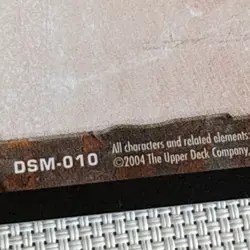 DSM-010
All characters and related elements
©2004 The Upper Deck Company,